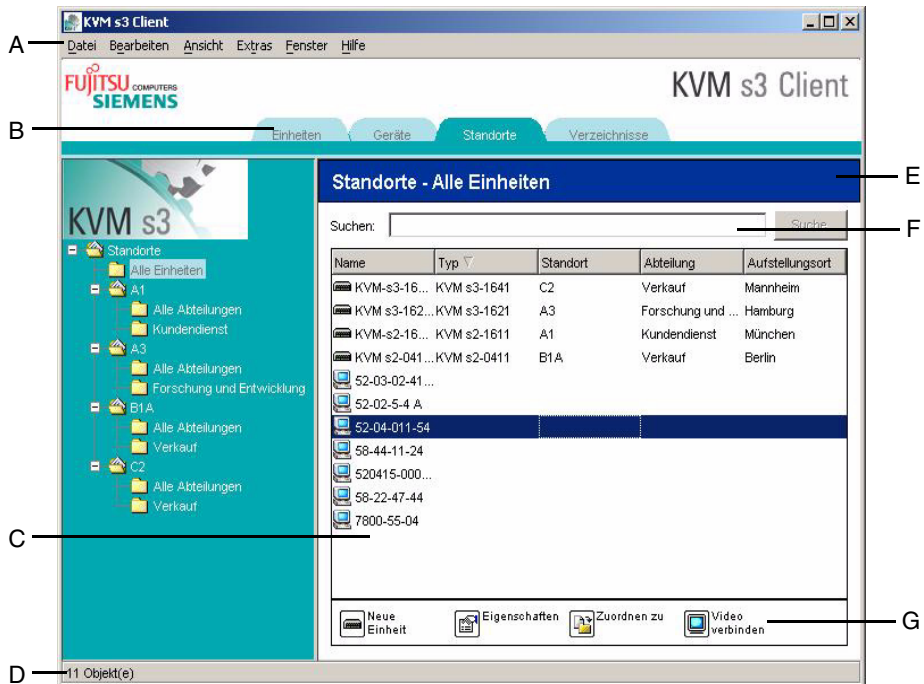 KVM s3 Client
A
Datei Bearbeiten Ansicht Extras Fenster Hilfe
FUJITSU COMPUTERS
SIEMENS
KVM s3 Client
B
Einheiten Geräte Standorte Verzeichnisse
KVM s3
Standorte - Alle Einheiten
E
Suchen: Suche
F
Standorte
Alle Einheiten
A1
Alle Abteilungen
Kundendienst
A3
Alle Abteilungen
Forschung und Entwicklung
B1A
Alle Abteilungen
Verkauf
C2
Alle Abteilungen
Verkauf
Name Typ Standort Abteilung Aufstellungsort
KVM-s3-16... KVM s3-1641 C2 Verkauf Mannheim
KVM s3-162... KVM s3-1621 A3 Forschung und ... Hamburg
KVM-s2-16... KVM s2-1611 A1 Kundendienst München
KVM s2-041... KVM s2-0411 B1A Verkauf Berlin
52-03-02-41...
52-02-5-4 A
52-04-011-54
58-44-11-24
520415-000...
58-22-47-44
7800-55-04
C
Neue Einheit Eigenschaften Zuordnen zu Video verbinden
G
D
11 Objekt(e)